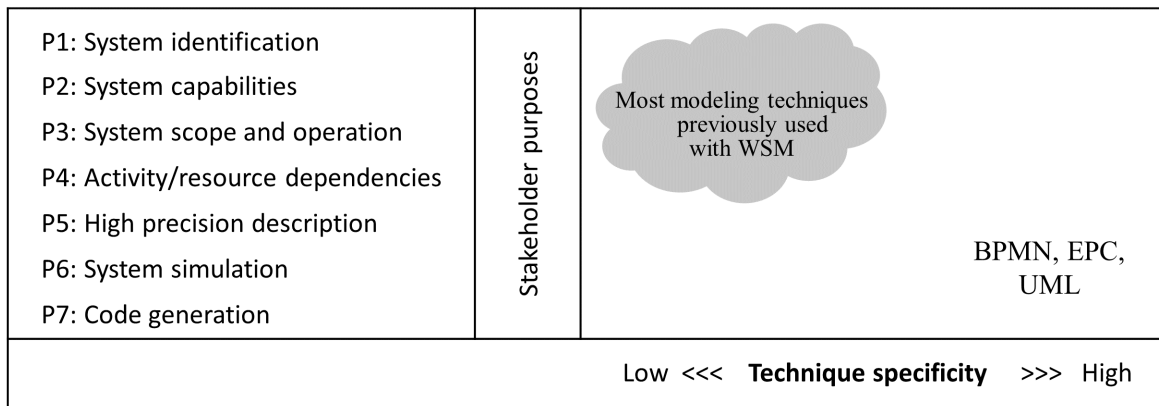 P1: System identification
P2: System capabilities
P3: System scope and operation
P4: Activity/resource dependencies
P5: High precision description
P6: System simulation
P7: Code generation
Stakeholder purposes
Most modeling techniques
previously used
with WSM
BPMN, EPC,
UML
Low <<< Technique specificity >>> High